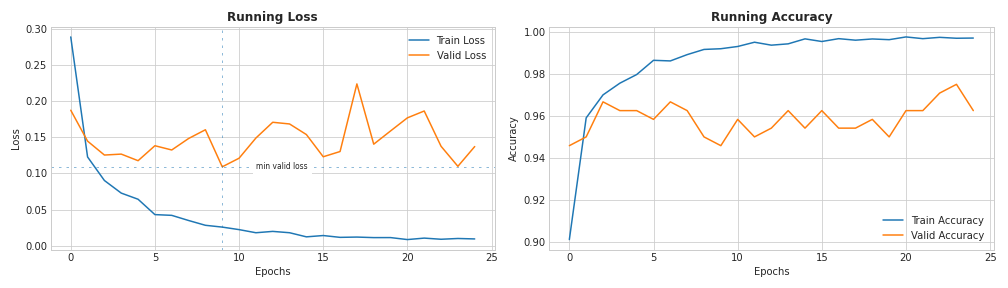 Running Loss
0.30
0.25
0.20
0.15
0.10
0.05
0.00
Loss
Train Loss
Valid Loss
min valid loss
0
5
10
15
20
25
Epochs
Running Accuracy
1.00
0.98
0.96
0.94
0.92
0.90
Accuracy
Train Accuracy
Valid Accuracy
0
5
10
15
20
25
Epochs